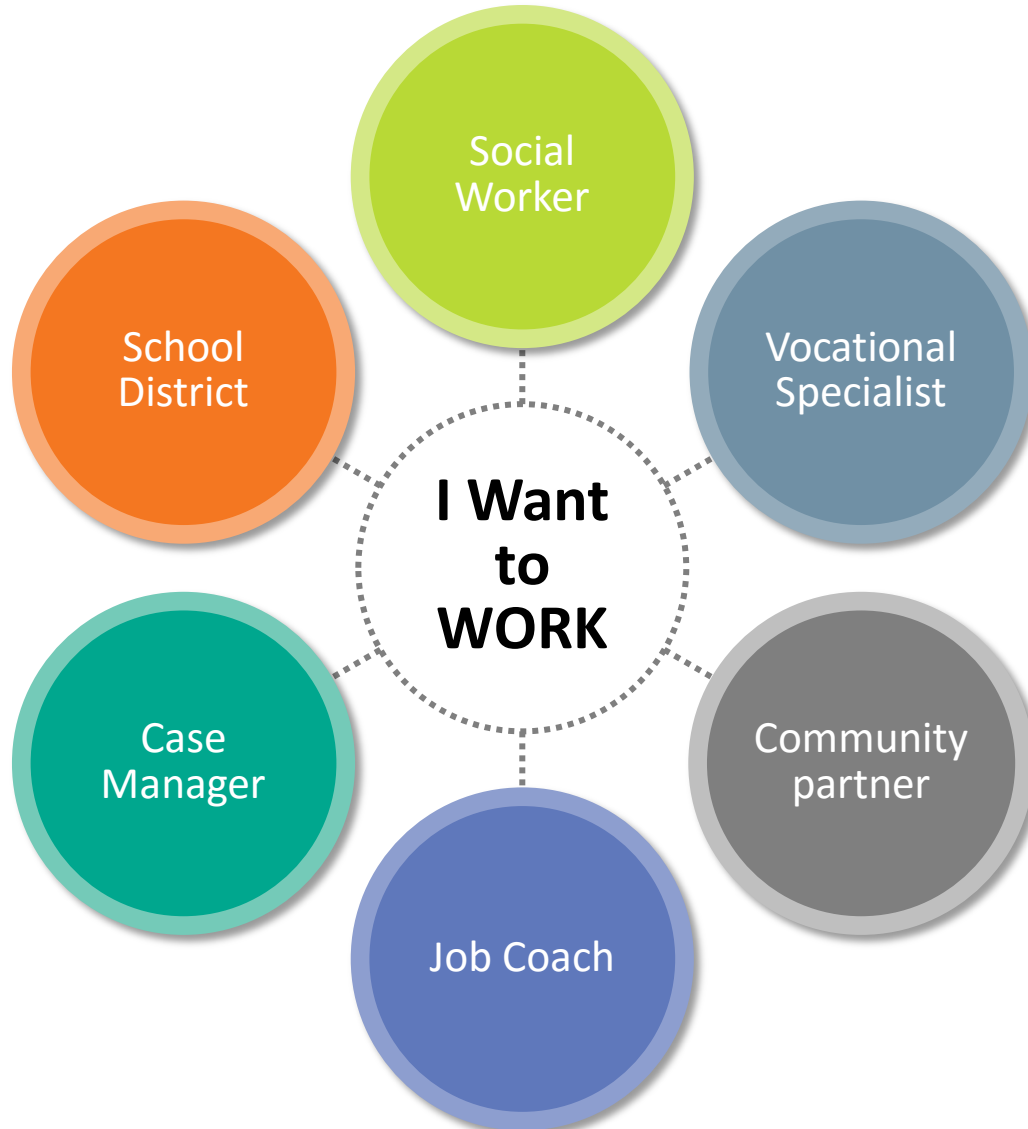 Social
Worker
School
District
Vocational
Specialist
I Want
to
WORK
Case
Manager
Community
partner
Job Coach